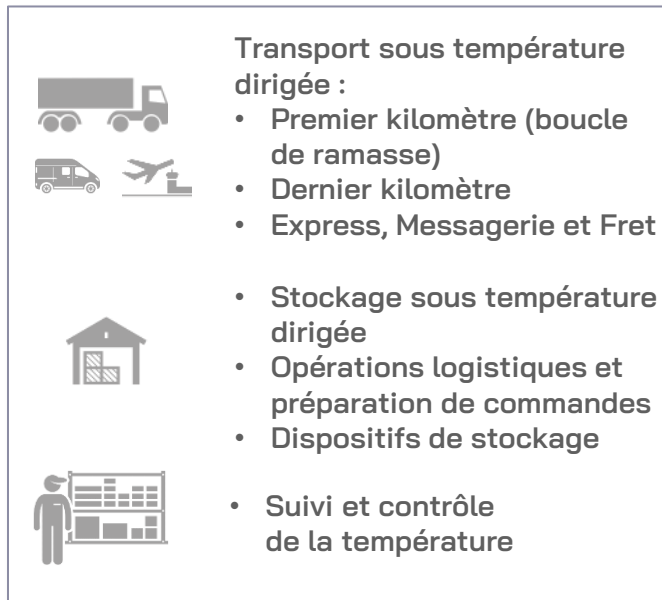 Transport sous température
dirigée :
• Premier kilomètre (boucle
de ramasse)
• Dernier kilomètre
• Express, Messagerie et Fret
• Stockage sous température
dirigée
• Opérations logistiques et
préparation de commandes
• Dispositifs de stockage
• Suivi et contrôle
de la température